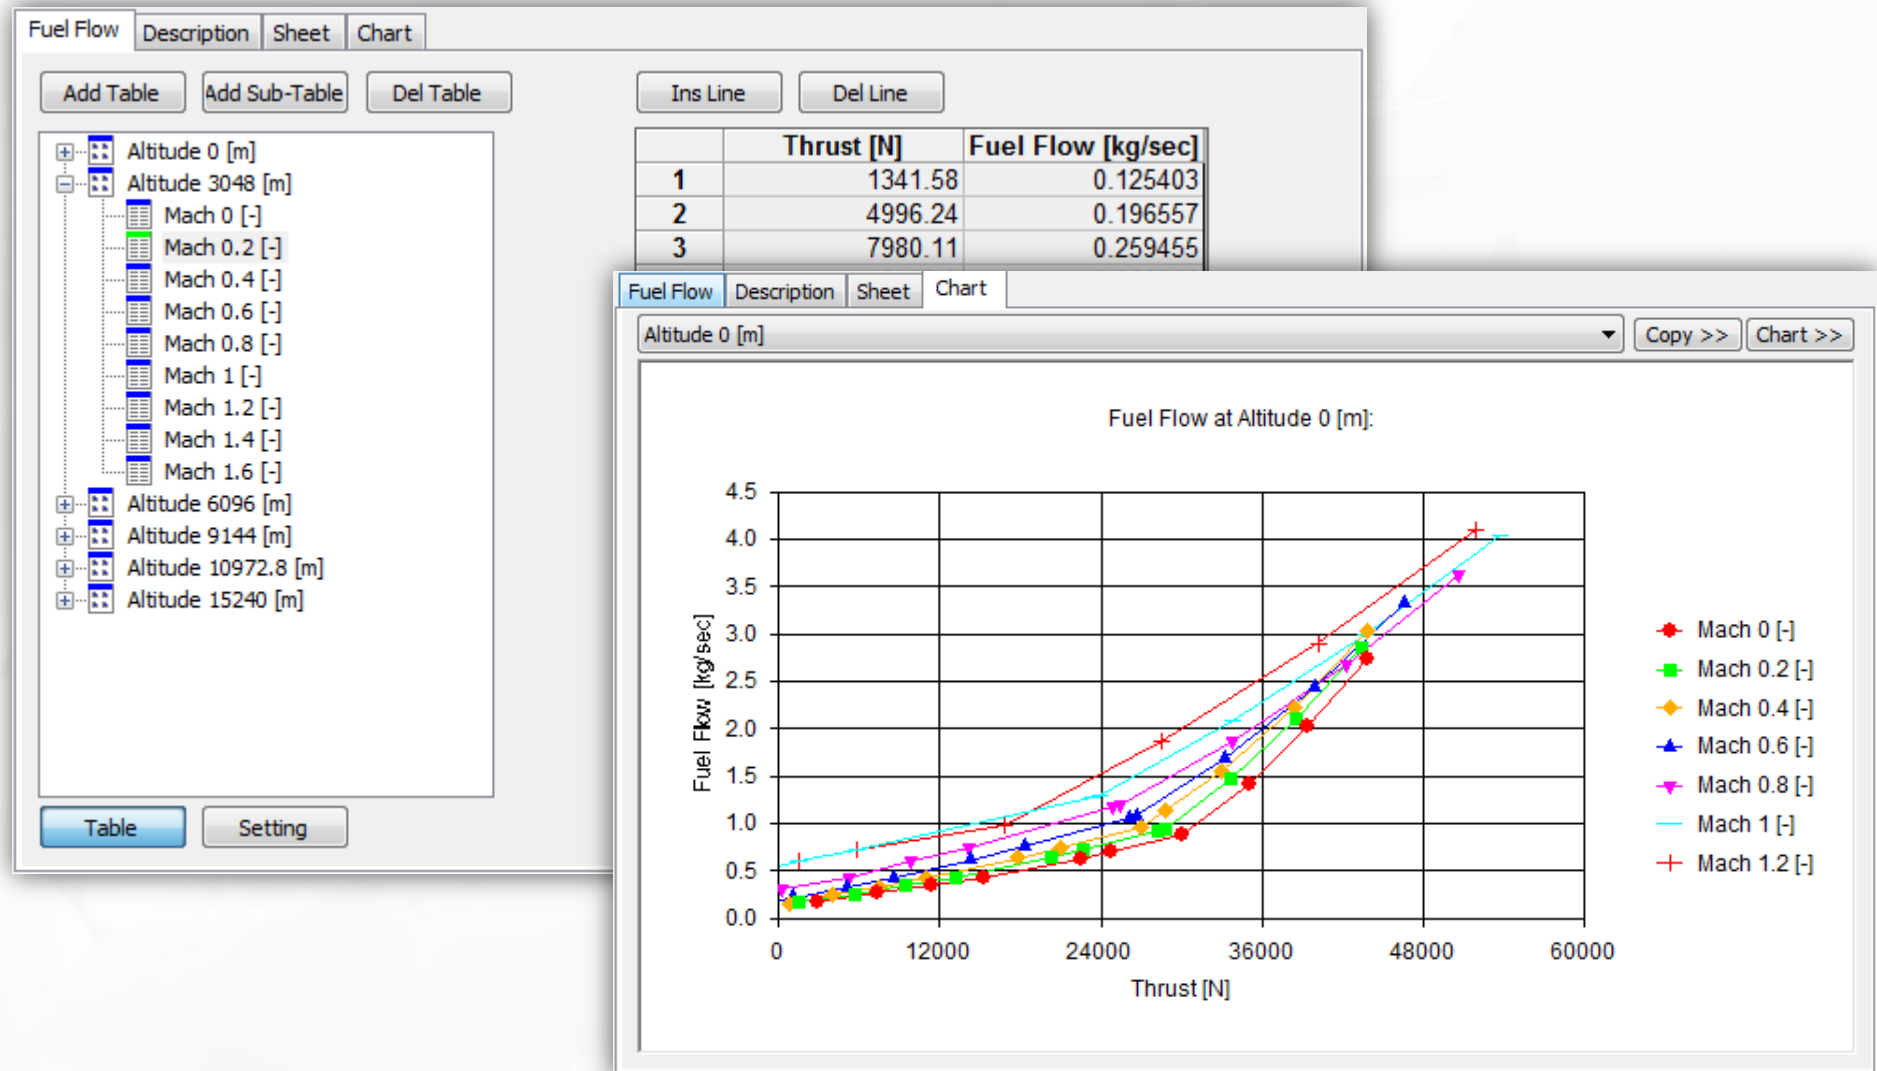 Fuel Flow Description Sheet Chart
Add Table Add Sub-Table Del Table Ins Line Del Line
Thrust [N] Fuel Flow [kg/sec]
1 1341.58 0.125403
2 4996.24 0.196557
3 7980.11 0.259455
Altitude 0 [m]
Altitude 3048 [m]
Mach 0 [-]
Mach 0.2 [-]
Mach 0.4 [-]
Mach 0.6 [-]
Mach 0.8 [-]
Mach 1 [-]
Mach 1.2 [-]
Mach 1.4 [-]
Mach 1.6 [-]
Altitude 6096 [m]
Altitude 9144 [m]
Altitude 10972.8 [m]
Altitude 15240 [m]
Table Setting
Fuel Flow Description Sheet Chart
Altitude 0 [m] Copy >> Chart >>
Fuel Flow at Altitude 0 [m]:
Fuel Flow [kg/sec]
4.5
4.0
3.5
3.0
2.5
2.0
1.5
1.0
0.5
0.0
0 12000 24000 36000 48000 60000
Thrust [N]
Mach 0 [-]
Mach 0.2 [-]
Mach 0.4 [-]
Mach 0.6 [-]
Mach 0.8 [-]
Mach 1 [-]
Mach 1.2 [-]